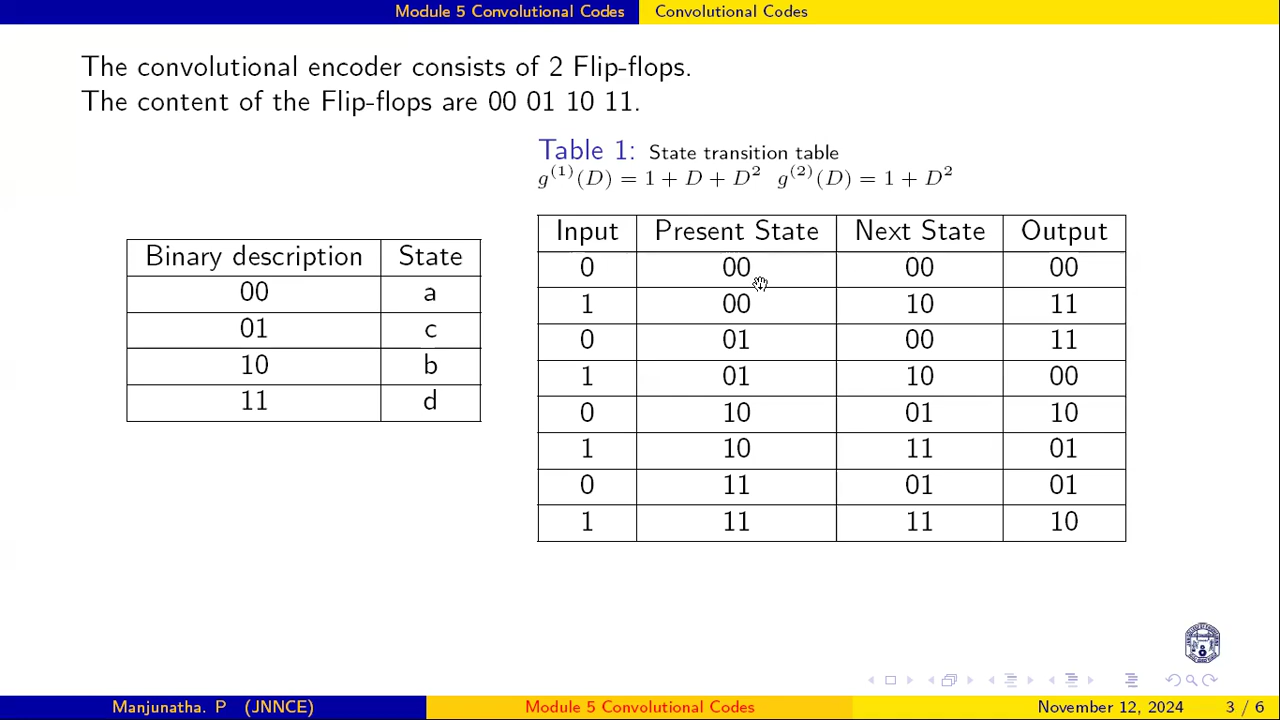 Module 5 Convolutional Codes Convolutional Codes
The convolutional encoder consists of 2 Flip-flops.
The content of the Flip-flops are 00 01 10 11.
Table 1: State transition table
g^(1)(D) = 1 + D + D^2 g^(2)(D) = 1 + D^2
Binary description State
00 a
01 c
10 b
11 d
Input Present State Next State Output
0 00 00 00
1 00 10 11
0 01 00 11
1 01 10 00
0 10 01 10
1 10 11 01
0 11 01 01
1 11 11 10
Manjunatha. P (JNNCE) Module 5 Convolutional Codes November 12, 2024 3 / 6